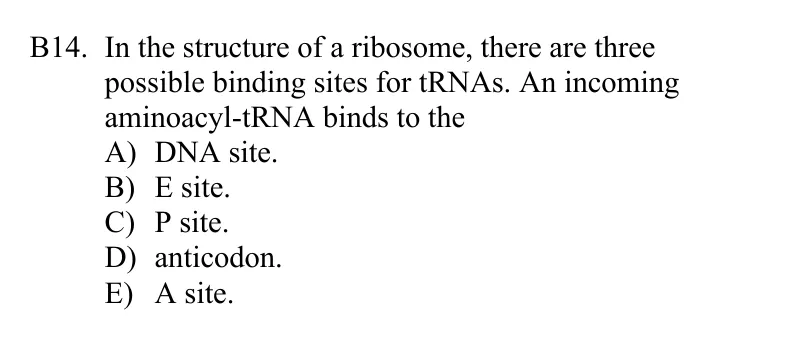 B14. In the structure of a ribosome, there are three
possible binding sites for tRNAs. An incoming
aminoacyl-tRNA binds to the
A) DNA site.
B) E site.
C) P site.
D) anticodon.
E) A site.